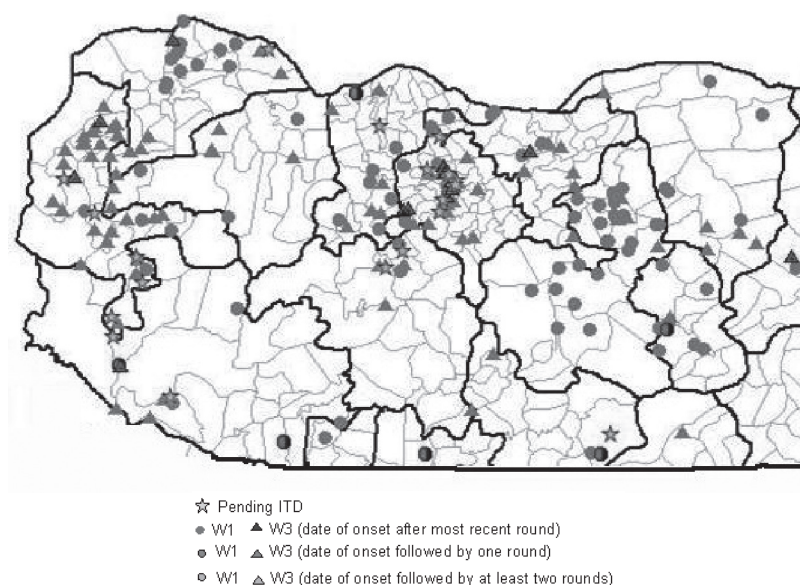 Pending ITD
W1 W3 (date of onset after most recent round)
W1 W3 (date of onset followed by one round)
W1 W3 (date of onset followed by at least two rounds)